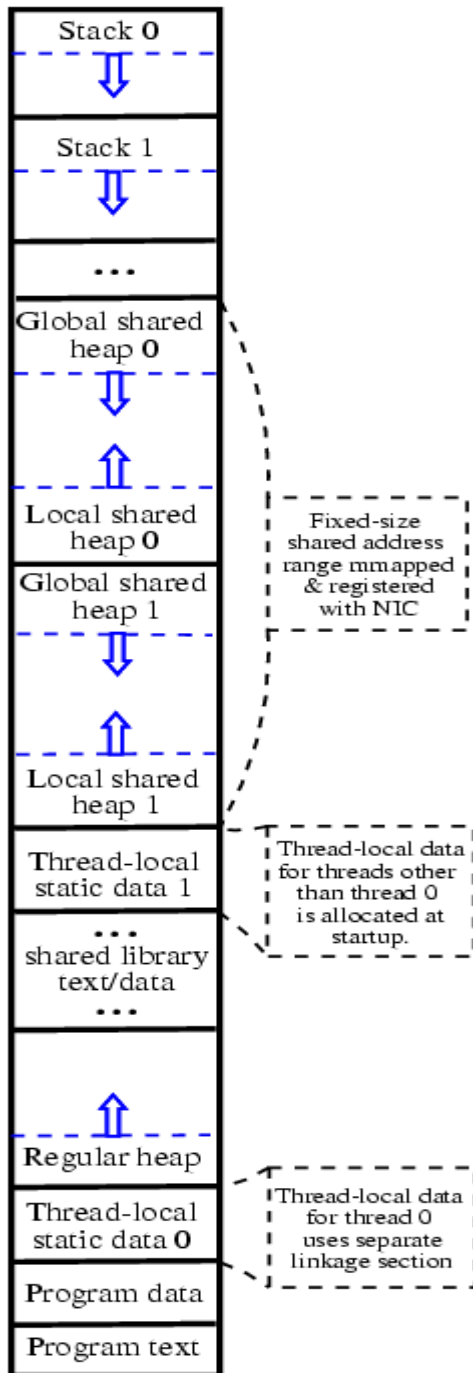 Stack 0
Stack 1
...
Global shared
heap 0
Local shared
heap 0
Fixed-size
shared address
range mmapped
& registered
with NIC
Global shared
heap 1
Local shared
heap 1
Thread-local
static data 1
Thread-local data
for threads other
than thread 0
is allocated at
startup.
...
shared library
text/data
...
Regular heap
Thread-local
static data 0
Thread-local data
for thread 0
uses separate
linkage section
Program data
Program text